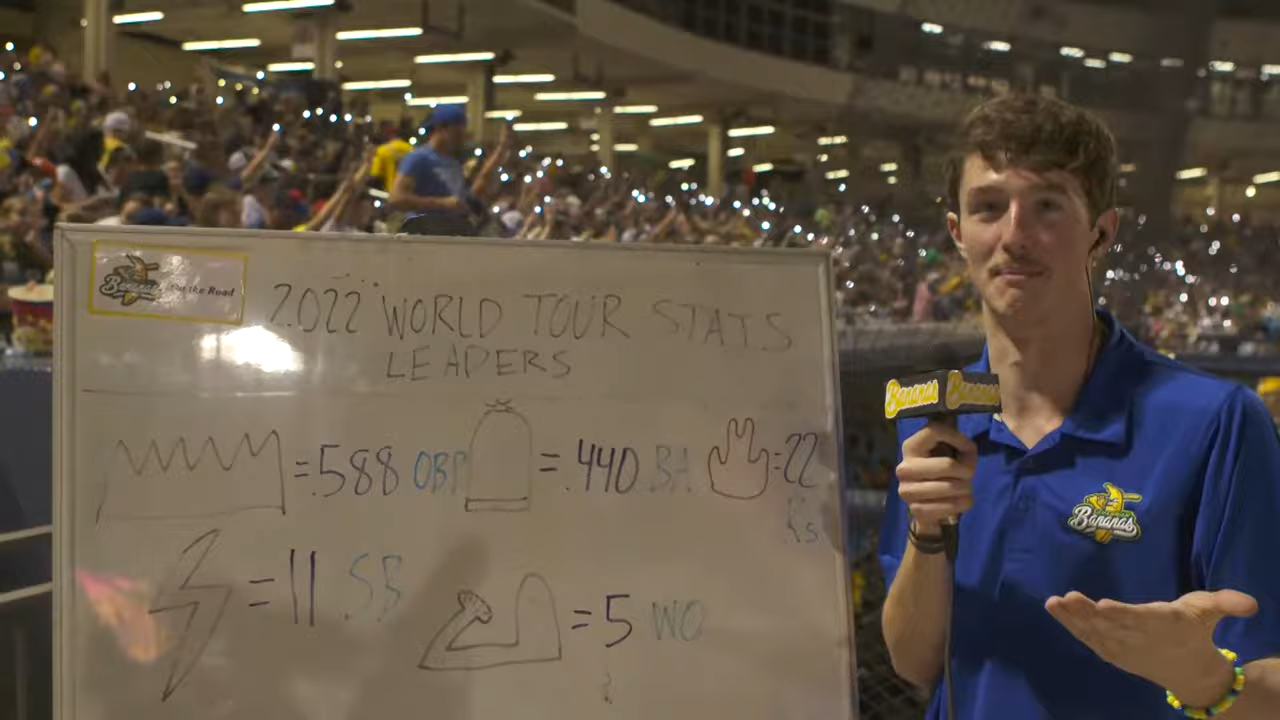 Bananas On the Road
2022 WORLD TOUR STATS
LEADERS
=.588 OBP =.440 BA =22
Ks
=11 SB
=5 WO
Bananas Bananas
Bananas